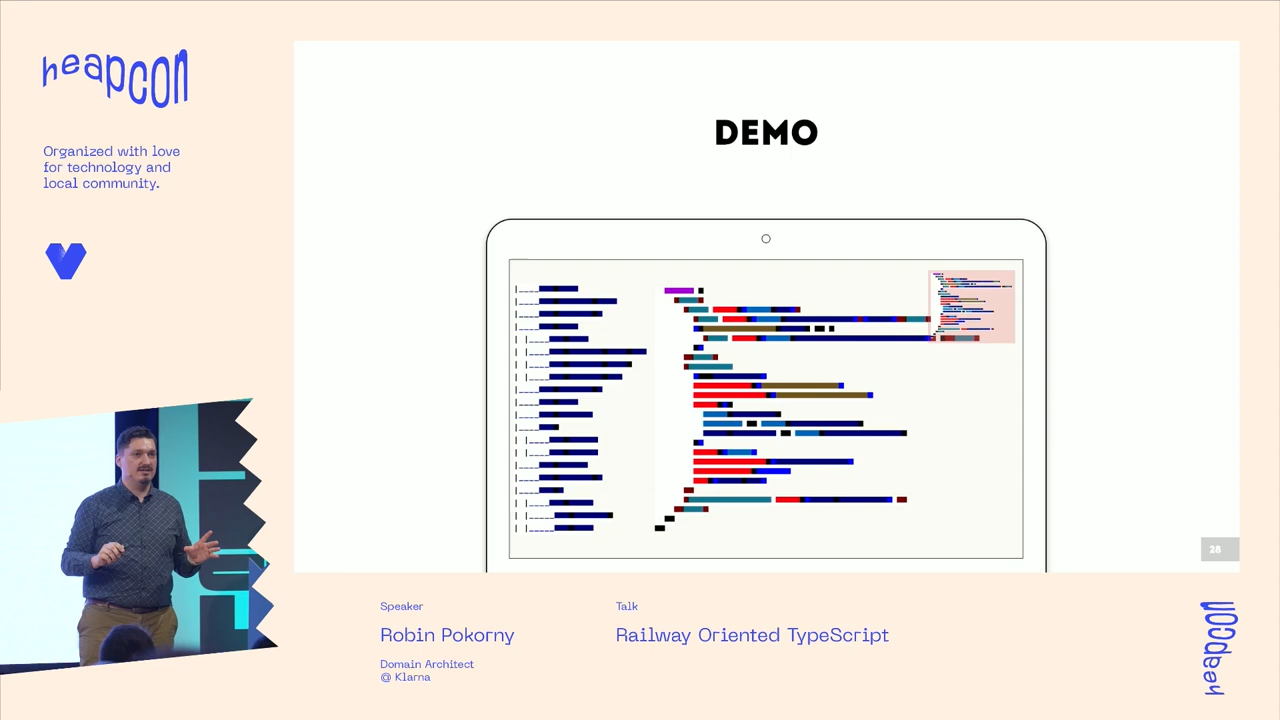 heapcon
Organized with love
for technology and
local community.
DEMO
28
Speaker
Robin Pokorny
Domain Architect
@ Klarna
Talk
Railway Oriented TypeScript
heapcon